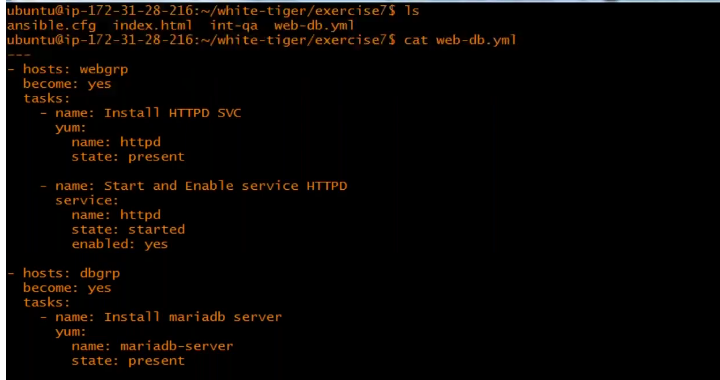 ubuntu@ip-172-31-28-216:~/white-tiger/exercise7$ ls
ansible.cfg  index.html  int-qa  web-db.yml
ubuntu@ip-172-31-28-216:~/white-tiger/exercise7$ cat web-db.yml
---
- hosts: webgrp
  become: yes
  tasks:
    - name: Install HTTPD SVC
      yum:
        name: httpd
        state: present
    - name: Start and Enable service HTTPD
      service:
        name: httpd
        state: started
        enabled: yes
- hosts: dbgrp
  become: yes
  tasks:
    - name: Install mariadb server
      yum:
        name: mariadb-server
        state: present